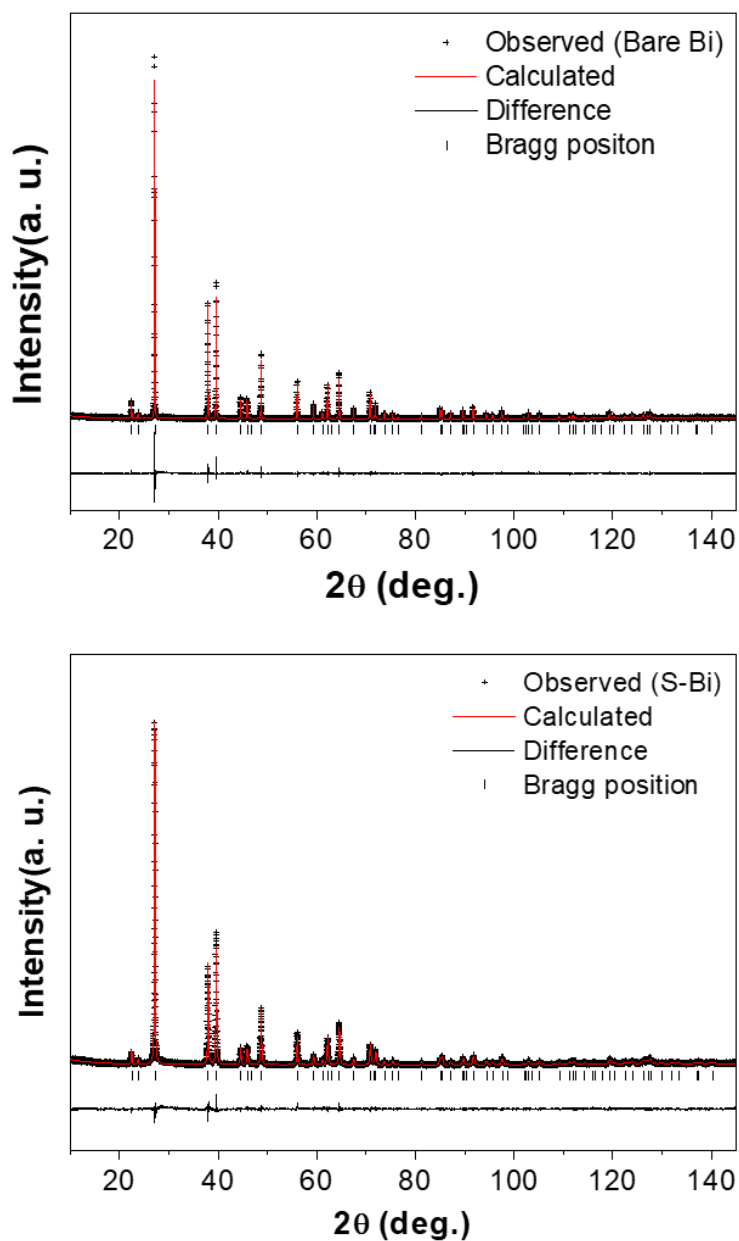 Observed (Bare Bi)
Calculated
Difference
Bragg positon
Intensity(a. u.)
20 40 60 80 100 120 140
2θ (deg.)
Observed (S-Bi)
Calculated
Difference
Bragg position
Intensity(a. u.)
20 40 60 80 100 120 140
2θ (deg.)